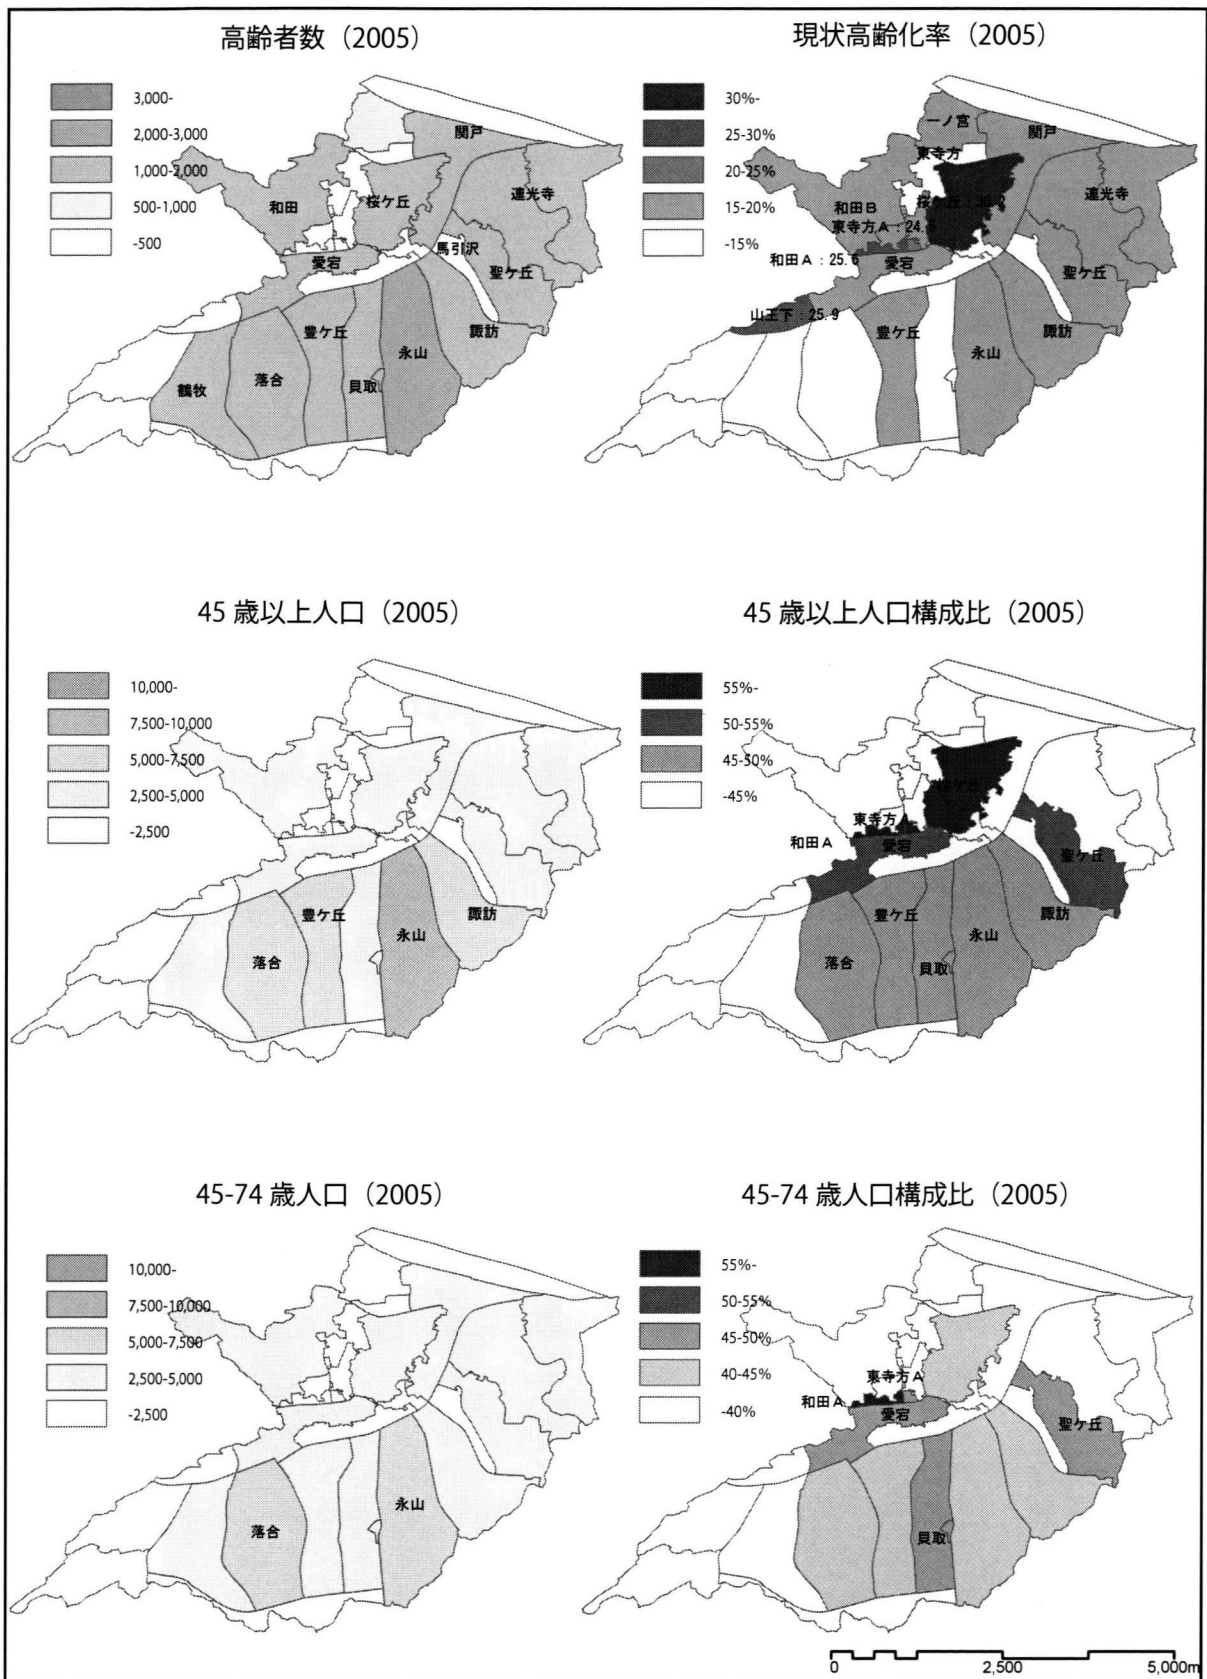 高齢者数（2005）
3,000-
2,000-3,000
1,000-2,000
500-1,000
-500
関戸
連光寺
和田
桜ケ丘
馬引沢
愛宕
聖ケ丘
豊ケ丘
諏訪
永山
鶴牧
落合
貝取
現状高齢化率（2005）
30%-
25-30%
20-25%
15-20%
-15%
一ノ宮
関戸
東寺方
連光寺
和田B
東寺方A：24.
和田A：25.6
愛宕
聖ケ丘
山王下：25.9
豊ケ丘
諏訪
永山
45歳以上人口（2005）
10,000-
7,500-10,000
5,000-7,500
2,500-5,000
-2,500
豊ケ丘
諏訪
永山
落合
45歳以上人口構成比（2005）
55%-
50-55%
45-50%
-45%
東寺方A
和田A
愛宕
聖ケ丘
豊ケ丘
諏訪
永山
落合
貝取
45-74歳人口（2005）
10,000-
7,500-10,000
5,000-7,500
2,500-5,000
-2,500
永山
落合
45-74歳人口構成比（2005）
55%-
50-55%
45-50%
40-45%
-40%
東寺方A
和田A
愛宕
聖ケ丘
貝取
0
2,500
5,000m